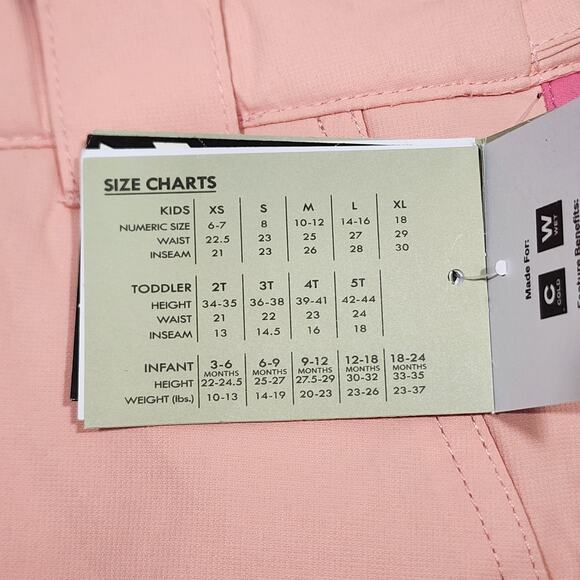 SIZE CHARTS
KIDS XS S M L XL
NUMERIC SIZE 6-7 8 10-12 14-16 18
WAIST 22.5 23 25 27 29
INSEAM 21 23 26 28 30
TODDLER 2T 3T 4T 5T
HEIGHT 34-35 36-38 39-41 42-44
WAIST 21 22 23 24
INSEAM 13 14.5 16 18
INFANT 3-6 6-9 9-12 12-18 18-24
MONTHS MONTHS MONTHS MONTHS MONTHS
HEIGHT 22-24.5 25-27 27.5-29 30-32 33-35
WEIGHT (lbs.) 10-13 14-19 20-23 23-26 23-37
Made For:
C W
COLD WET
Feature Benefits: